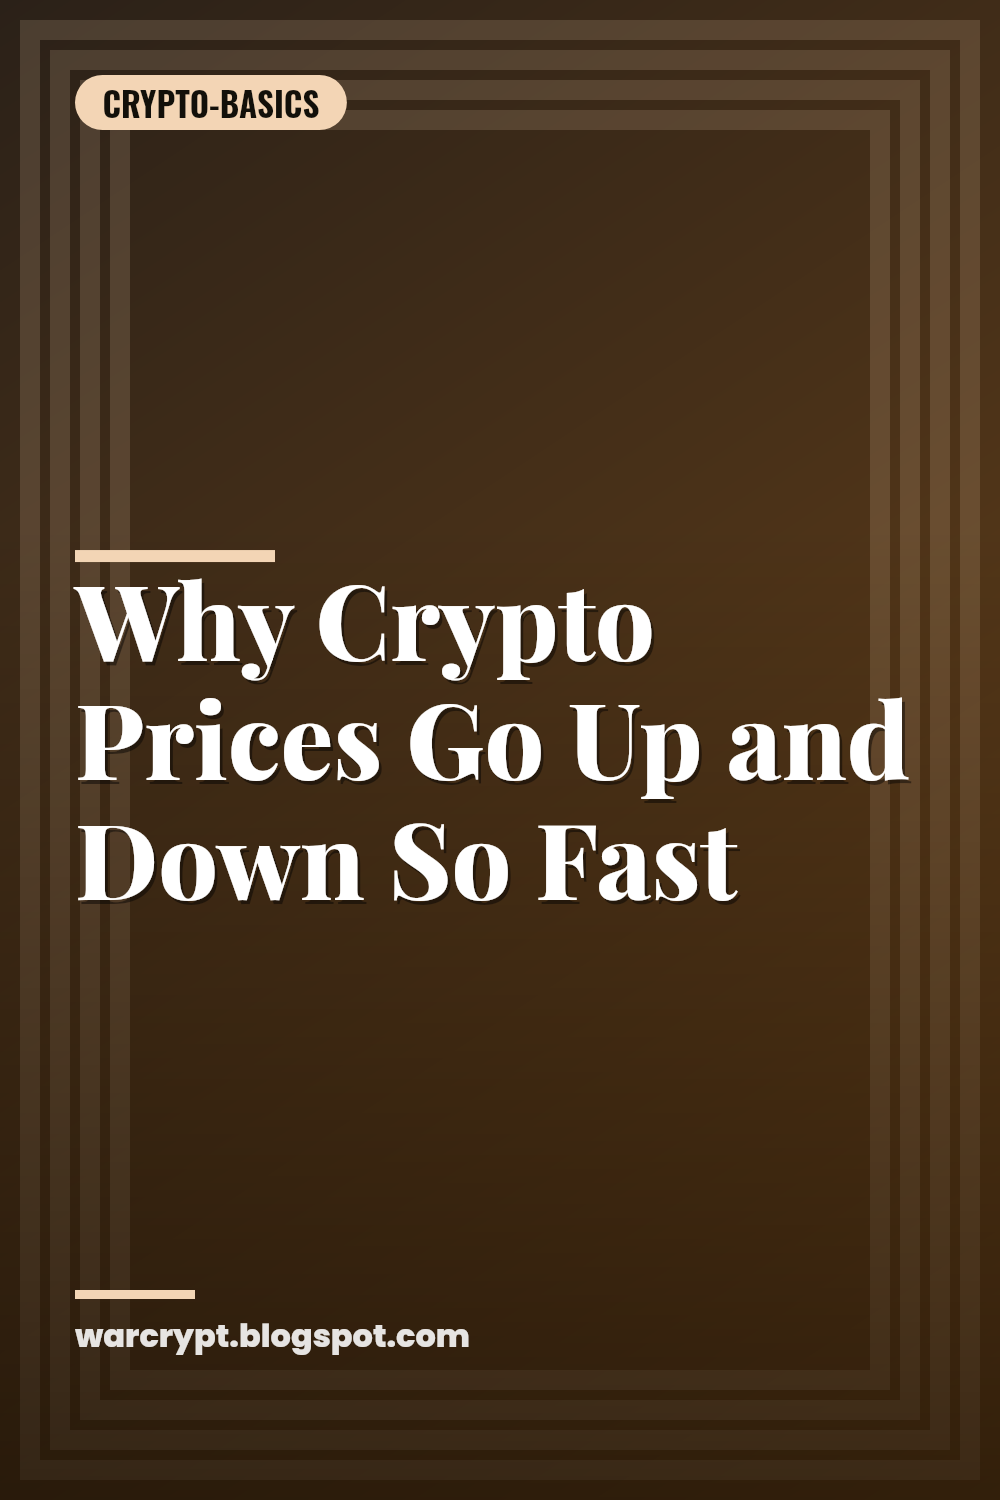 CRYPTO-BASICS
Why Crypto
Prices Go Up and
Down So Fast
warcrypt.blogspot.com